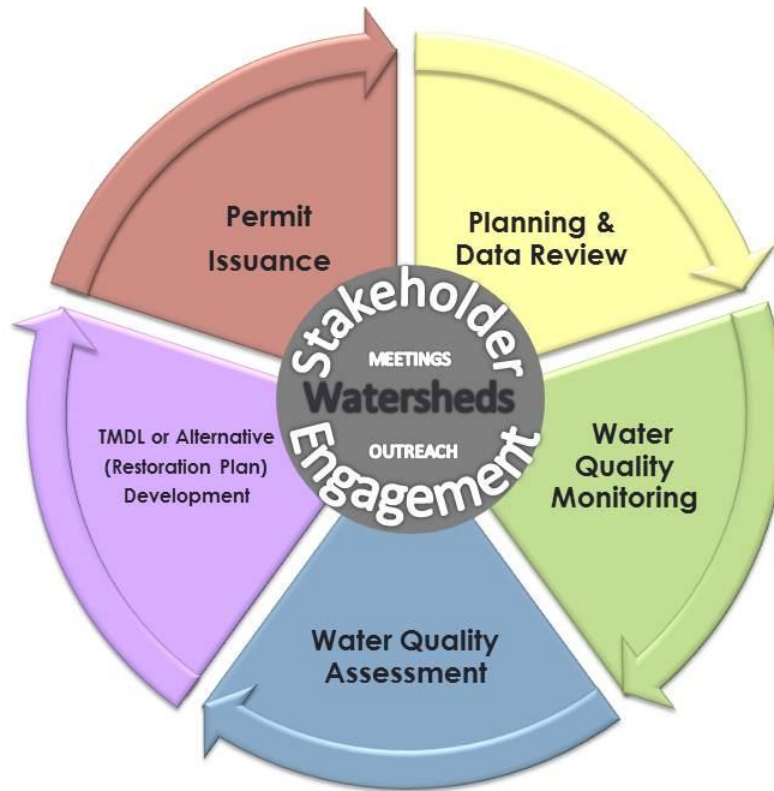 Permit
Issuance
Planning &
Data Review
Stakeholder
MEETINGS
Watersheds
OUTREACH
Engagement
TMDL or Alternative
(Restoration Plan)
Development
Water
Quality
Monitoring
Water Quality
Assessment